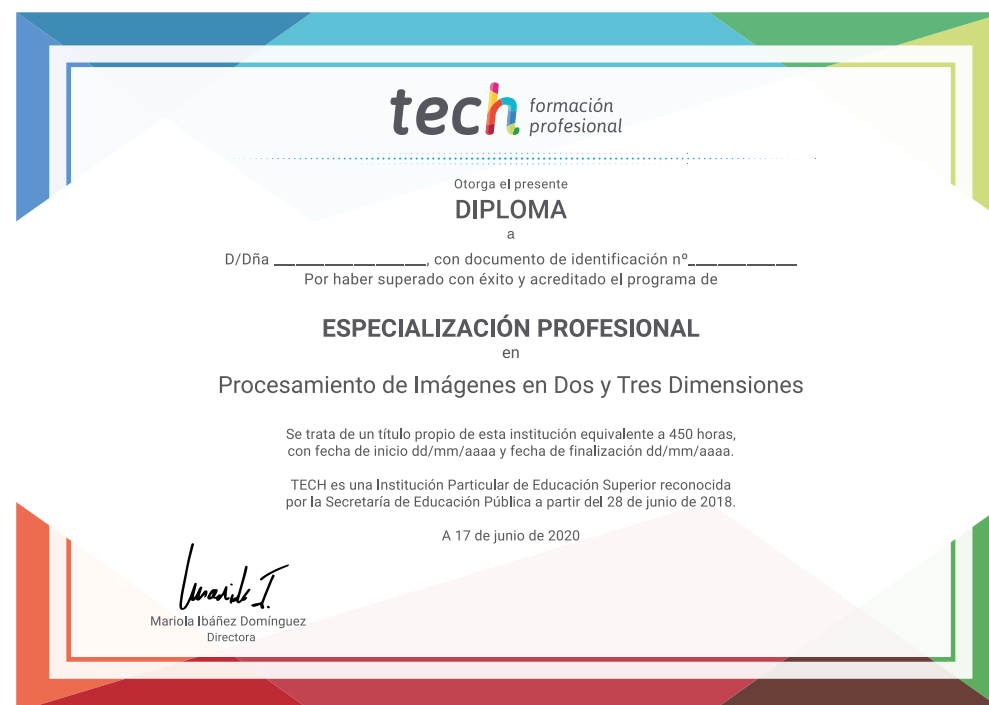 tech formación
profesional
Otorga el presente
DIPLOMA
a
D/Dña ______________, con documento de identificación nº__________
Por haber superado con éxito y acreditado el programa de
ESPECIALIZACIÓN PROFESIONAL
en
Procesamiento de Imágenes en Dos y Tres Dimensiones
Se trata de un título propio de esta institución equivalente a 450 horas,
con fecha de inicio dd/mm/aaaa y fecha de finalización dd/mm/aaaa.
TECH es una Institución Particular de Educación Superior reconocida
por la Secretaría de Educación Pública a partir del 28 de junio de 2018.
A 17 de junio de 2020
Mariola I.
Mariola Ibáñez Domínguez
Directora